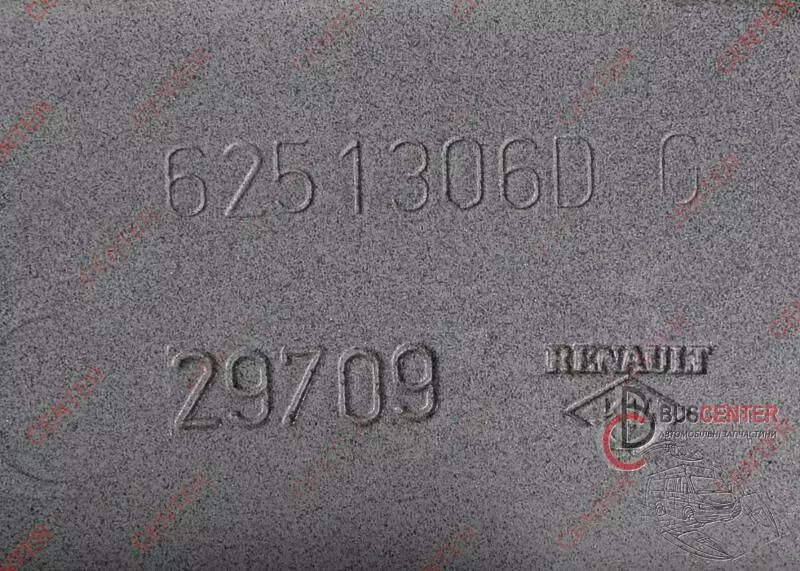 6251306D C
29709 RENAULT
BUSCENTER
АВТОМОБІЛЬНІ ЗАПЧАСТИНИ